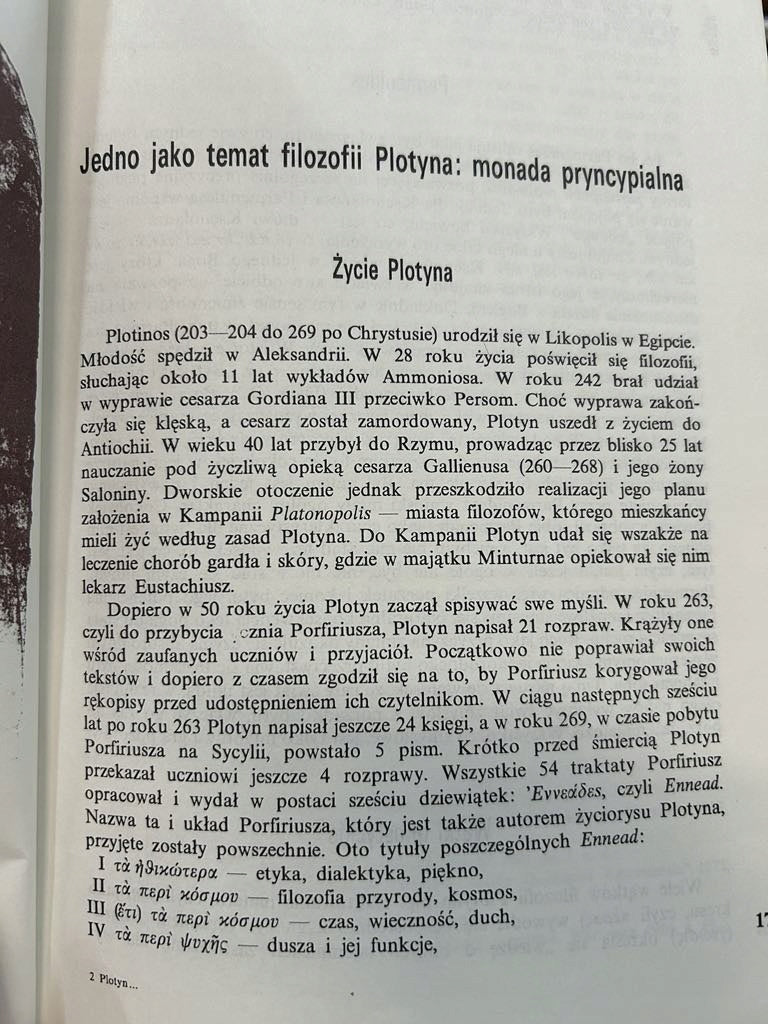 Jedno jako temat filozofii Plotyna: monada pryncypialna
Życie Plotyna
Plotinos (203—204 do 269 po Chrystusie) urodził się w Likopolis w Egipcie.
Młodość spędził w Aleksandrii. W 28 roku życia poświęcił się filozofii,
słuchając około 11 lat wykładów Ammoniosa. W roku 242 brał udział
w wyprawie cesarza Gordiana III przeciwko Persom. Choć wyprawa zakoń-
czyła się klęską, a cesarz został zamordowany, Plotyn uszedł z życiem do
Antiochii. W wieku 40 lat przybył do Rzymu, prowadząc przez blisko 25 lat
nauczanie pod życzliwą opieką cesarza Gallienusa (260—268) i jego żony
Saloniny. Dworskie otoczenie jednak przeszkodziło realizacji jego planu
założenia w Kampanii Platonopolis — miasta filozofów, którego mieszkańcy
mieli żyć według zasad Plotyna. Do Kampanii Plotyn udał się wszakże na
leczenie chorób gardła i skóry, gdzie w majątku Minturnae opiekował się nim
lekarz Eustachiusz.
Dopiero w 50 roku życia Plotyn zaczął spisywać swe myśli. W roku 263,
czyli do przybycia cznia Porfiriusza, Plotyn napisał 21 rozpraw. Krążyły one
wśród zaufanych uczniów i przyjaciół. Początkowo nie poprawiał swoich
tekstów i dopiero z czasem zgodził się na to, by Porfiriusz korygował jego
rękopisy przed udostępnieniem ich czytelnikom. W ciągu następnych sześciu
lat po roku 263 Plotyn napisał jeszcze 24 księgi, a w roku 269, w czasie pobytu
Porfiriusza na Sycylii, powstało 5 pism. Krótko przed śmiercią Plotyn
przekazał uczniowi jeszcze 4 rozprawy. Wszystkie 54 traktaty Porfiriusz
opracował i wydał w postaci sześciu dziewiątek: Ἐννεάδες, czyli Ennead.
Nazwa ta i układ Porfiriusza, który jest także autorem życiorysu Plotyna,
przyjęte zostały powszechnie. Oto tytuły poszczególnych Ennead:
I τὰ ἠθικώτερα — etyka, dialektyka, piękno,
II τὰ περὶ κόσμου — filozofia przyrody, kosmos,
III (ἔτι) τὰ περὶ κόσμου — czas, wieczność, duch,
IV τὰ περὶ ψυχῆς — dusza i jej funkcje,
2 Plotyn...